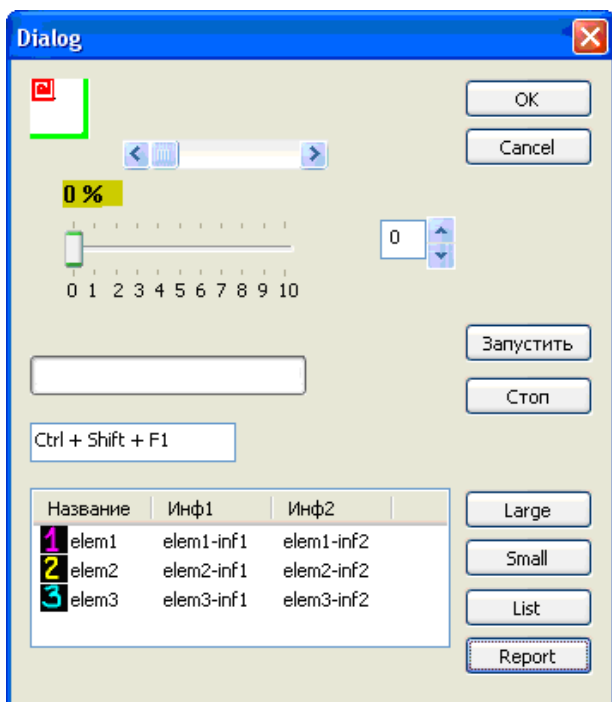 Dialog
OK
Cancel
0 %
0
0 1 2 3 4 5 6 7 8 9 10
Запустить
Стоп
Ctrl + Shift + F1
Название Инф1 Инф2
1 elem1 elem1-inf1 elem1-inf2
2 elem2 elem2-inf1 elem2-inf2
3 elem3 elem3-inf1 elem3-inf2
Large
Small
List
Report